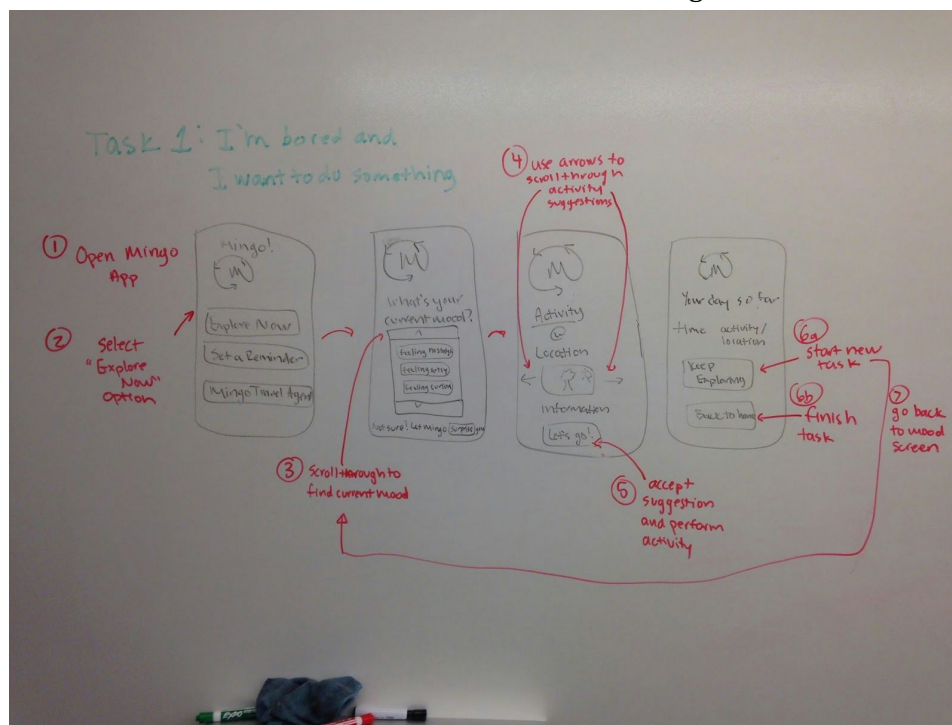 Task 1: I'm bored and
I want to do something
① Open Mingo
App
② select
"Explore
Now"
option
Mingo!
M
Explore Now
Set a Reminder
Mingo Travel Agent
M
What's your
current mood?
feeling nostalgic
feeling artsy
feeling
Not sure? Let Mingo surprise you
③ scroll through to
find current mood
④ use arrows to
scroll through
activity
suggestions
M
Activity
@
Location
Information
Let's go!
⑤ accept
suggestion
and perform
activity
M
Your day so far
time activity/
location
Keep
Exploring
Back to home
6a
start new
task
6b
finish
task
⑦ go back
to mood
screen